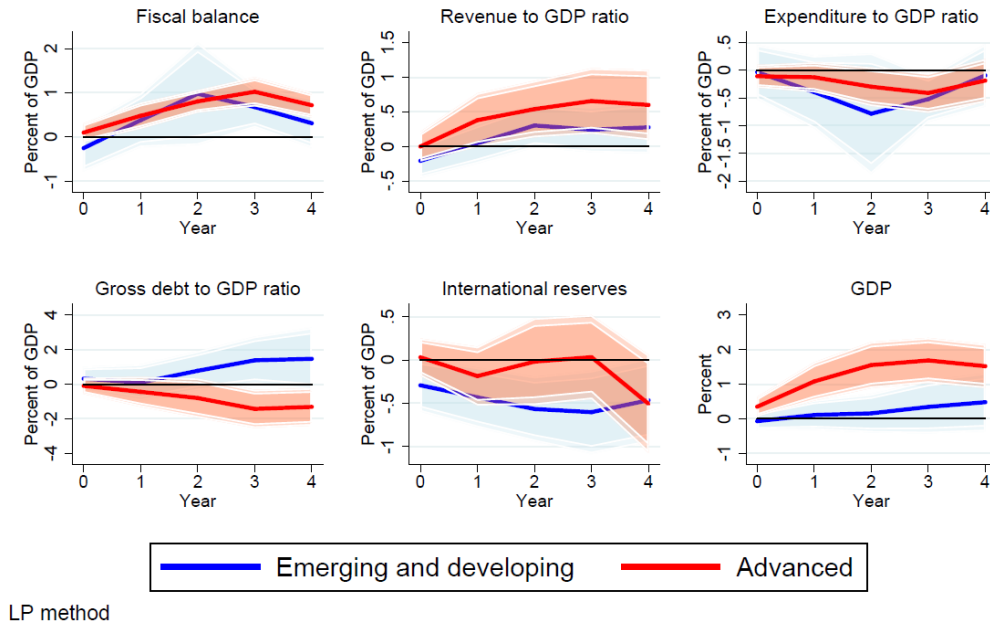 Fiscal balance
Percent of GDP
2
1
0
-1
0 1 2 3 4
Year
Revenue to GDP ratio
Percent of GDP
1.5
1
.5
0
-.5
0 1 2 3 4
Year
Expenditure to GDP ratio
Percent of GDP
.5
0
-.5
-1
-1.5
-2
0 1 2 3 4
Year
Gross debt to GDP ratio
Percent of GDP
4
2
0
-2
-4
0 1 2 3 4
Year
International reserves
Percent of GDP
.5
0
-.5
-1
0 1 2 3 4
Year
GDP
Percent
3
2
1
0
-1
0 1 2 3 4
Year
Emerging and developing
Advanced
LP method